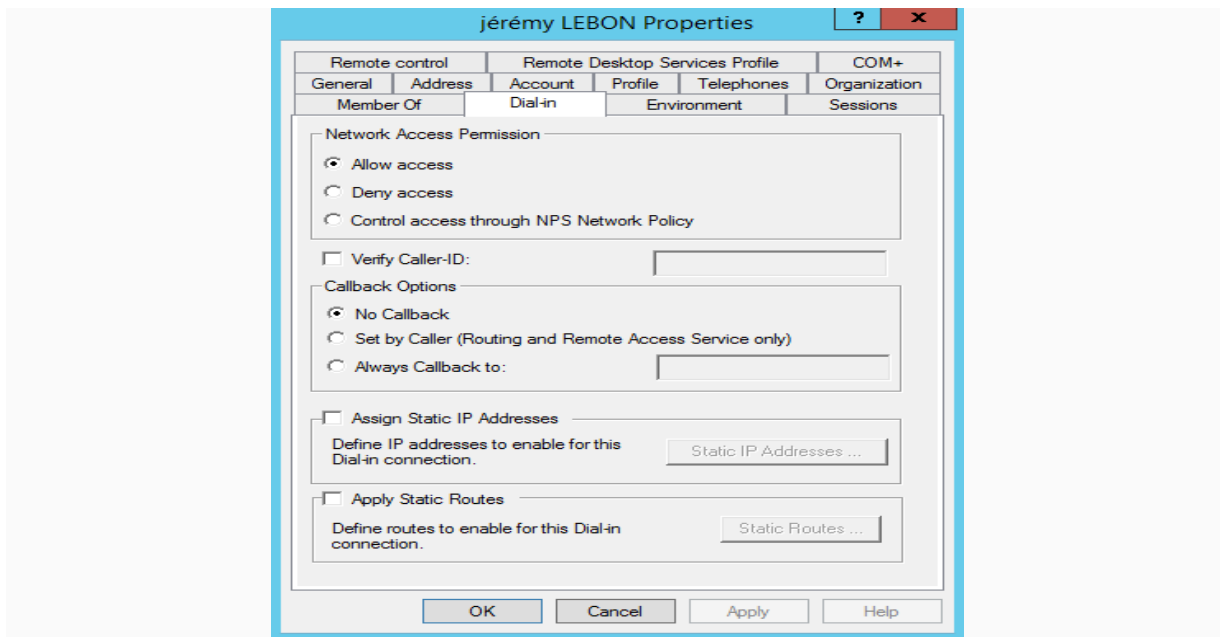 jérémy LEBON Properties
? x
Remote control Remote Desktop Services Profile COM+
General Address Account Profile Telephones Organization
Member Of Dial-in Environment Sessions
Network Access Permission
Allow access
Deny access
Control access through NPS Network Policy
Verify Caller-ID:
Callback Options
No Callback
Set by Caller (Routing and Remote Access Service only)
Always Callback to:
Assign Static IP Addresses
Define IP addresses to enable for this
Dial-in connection.
Static IP Addresses ...
Apply Static Routes
Define routes to enable for this Dial-in
connection.
Static Routes ...
OK Cancel Apply Help